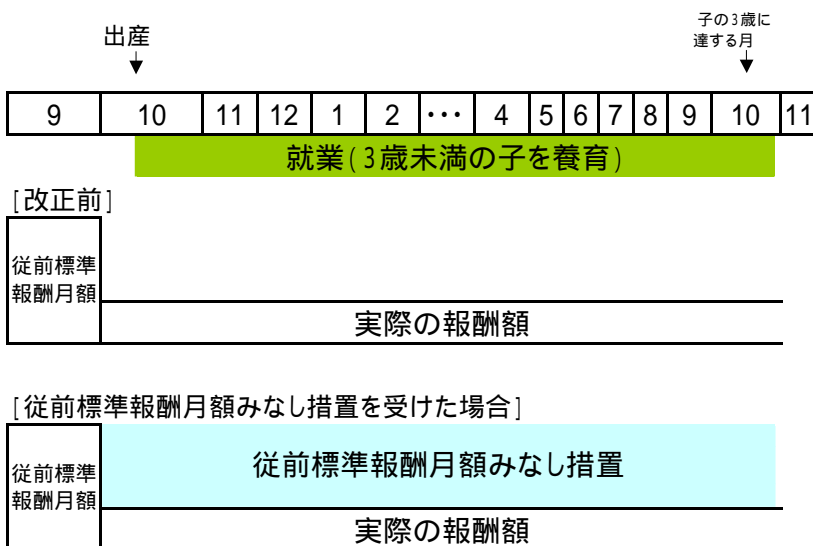 子の3歳に
達する月
出産
9 10 11 12 1 2 ・・・ 4 5 6 7 8 9 10 11
就業(3歳未満の子を養育)
[改正前]
従前標準
報酬月額
実際の報酬額
[従前標準報酬月額みなし措置を受けた場合]
従前標準報酬月額みなし措置
従前標準
報酬月額
実際の報酬額